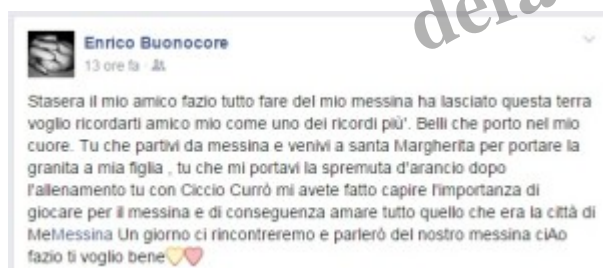 defa
Enrico Buonocore
13 ore fa
Stasera il mio amico fazio tutto fare del mio messina ha lasciato questa terra
voglio ricordarti amico mio come uno dei ricordi più'. Belli che porto nel mio
cuore. Tu che partivi da messina e venivi a santa Margherita per portare la
granita a mia figlia , tu che mi portavi la spremuta d'arancio dopo
l'allenamento tu con Ciccio Currò mi avete fatto capire l'importanza di
giocare per il messina e di conseguenza amare tutto quello che era la città di
MeMessina Un giorno ci rincontreremo e parlerò del nostro messina ciAo
fazio ti voglio bene